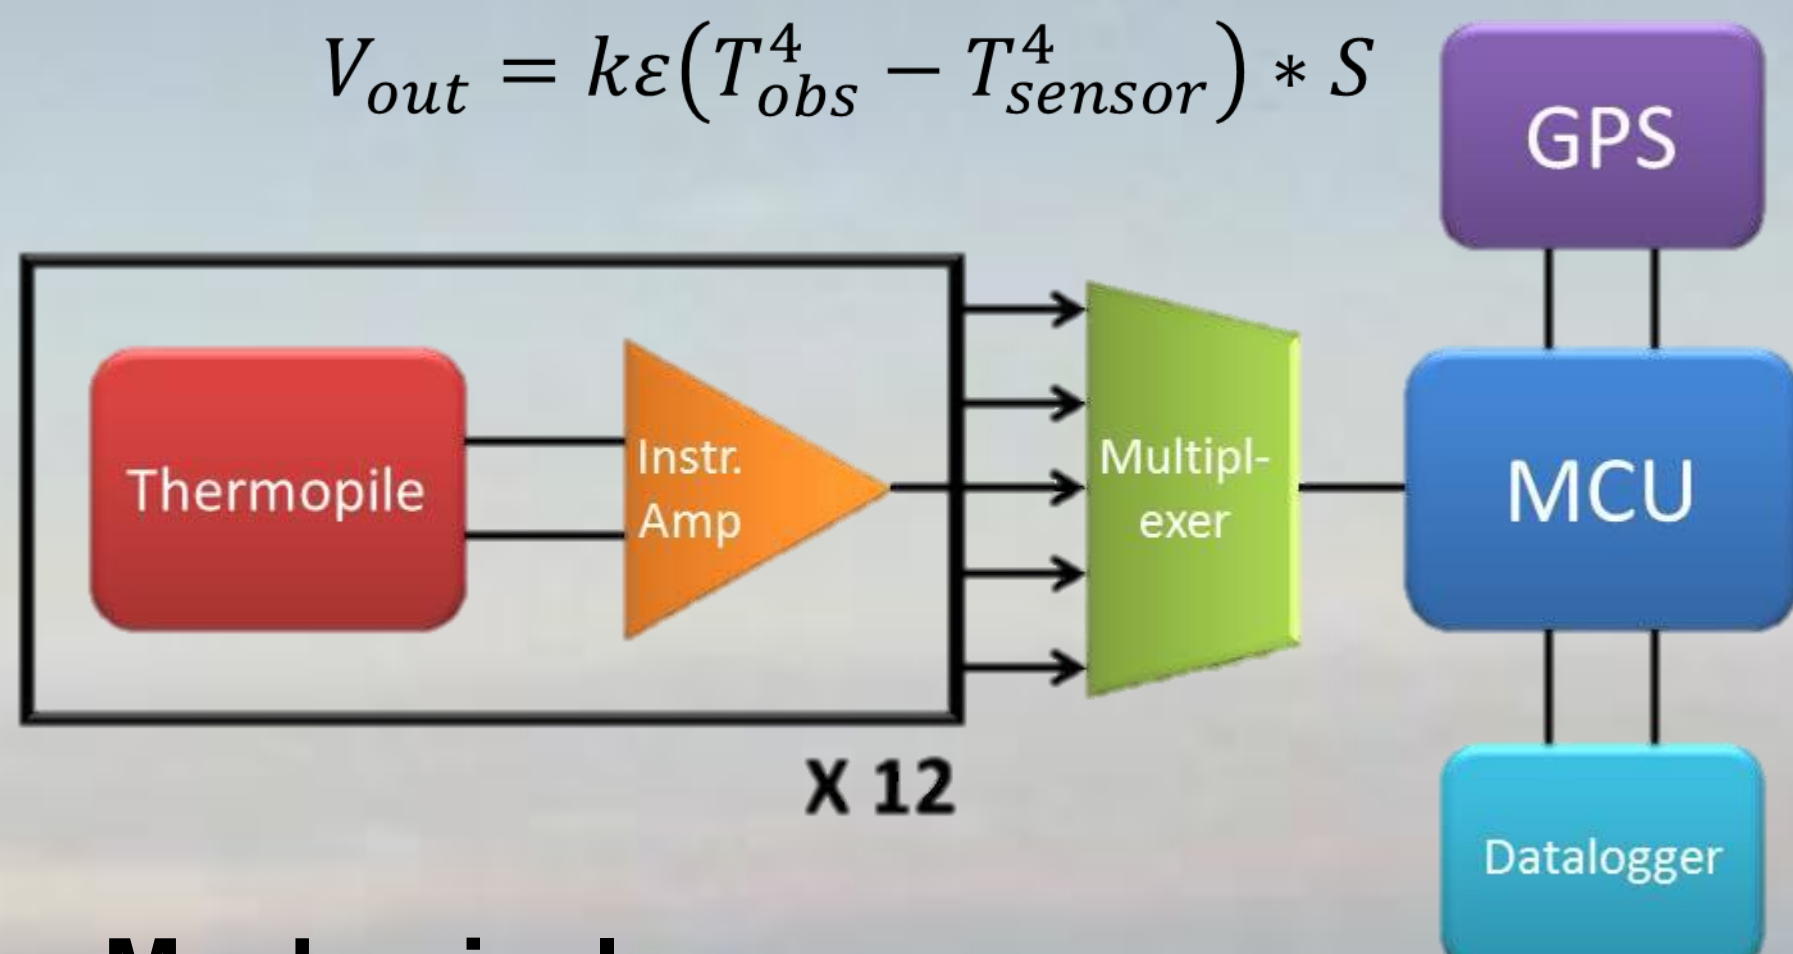 V_out = kε(T_obs^4 − T_sensor^4) * S
GPS
Thermopile
Instr.
Amp
Multipl-
exer
MCU
X 12
Datalogger